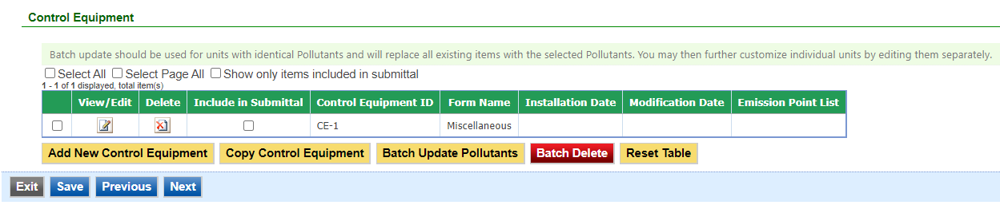 Control Equipment
Batch update should be used for units with identical Pollutants and will replace all existing items with the selected Pollutants. You may then further customize individual units by editing them separately.
Select All Select Page All Show only items included in submittal
1 - 1 of 1 displayed, total item(s)
View/Edit Delete Include in Submittal Control Equipment ID Form Name Installation Date Modification Date Emission Point List
CE-1 Miscellaneous
Add New Control Equipment Copy Control Equipment Batch Update Pollutants Batch Delete Reset Table
Exit Save Previous Next